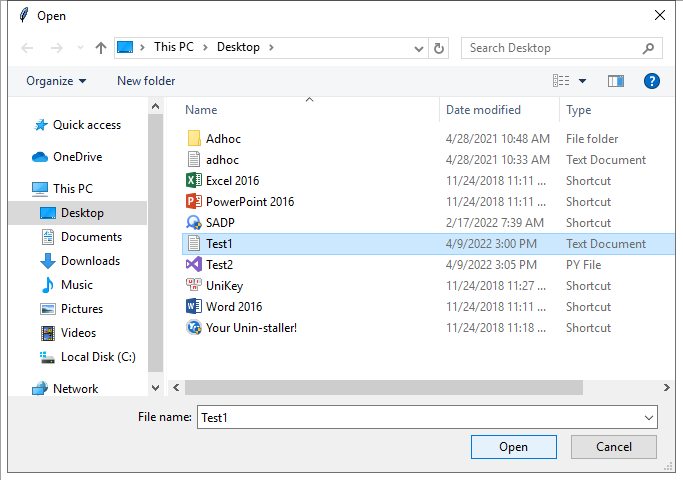 Open
This PC > Desktop >
Search Desktop
Organize
New folder
Quick access
OneDrive
This PC
Desktop
Documents
Downloads
Music
Pictures
Videos
Local Disk (C:)
Network
Name Date modified Type
Adhoc 4/28/2021 10:48 AM File folder
adhoc 4/28/2021 10:33 AM Text Document
Excel 2016 11/24/2018 11:11 ... Shortcut
PowerPoint 2016 11/24/2018 11:11 ... Shortcut
SADP 2/17/2022 7:39 AM Shortcut
Test1 4/9/2022 3:00 PM Text Document
Test2 4/9/2022 3:05 PM PY File
UniKey 11/24/2018 11:27 ... Shortcut
Word 2016 11/24/2018 11:11 ... Shortcut
Your Unin-staller! 11/24/2018 11:18 ... Shortcut
File name: Test1
Open Cancel